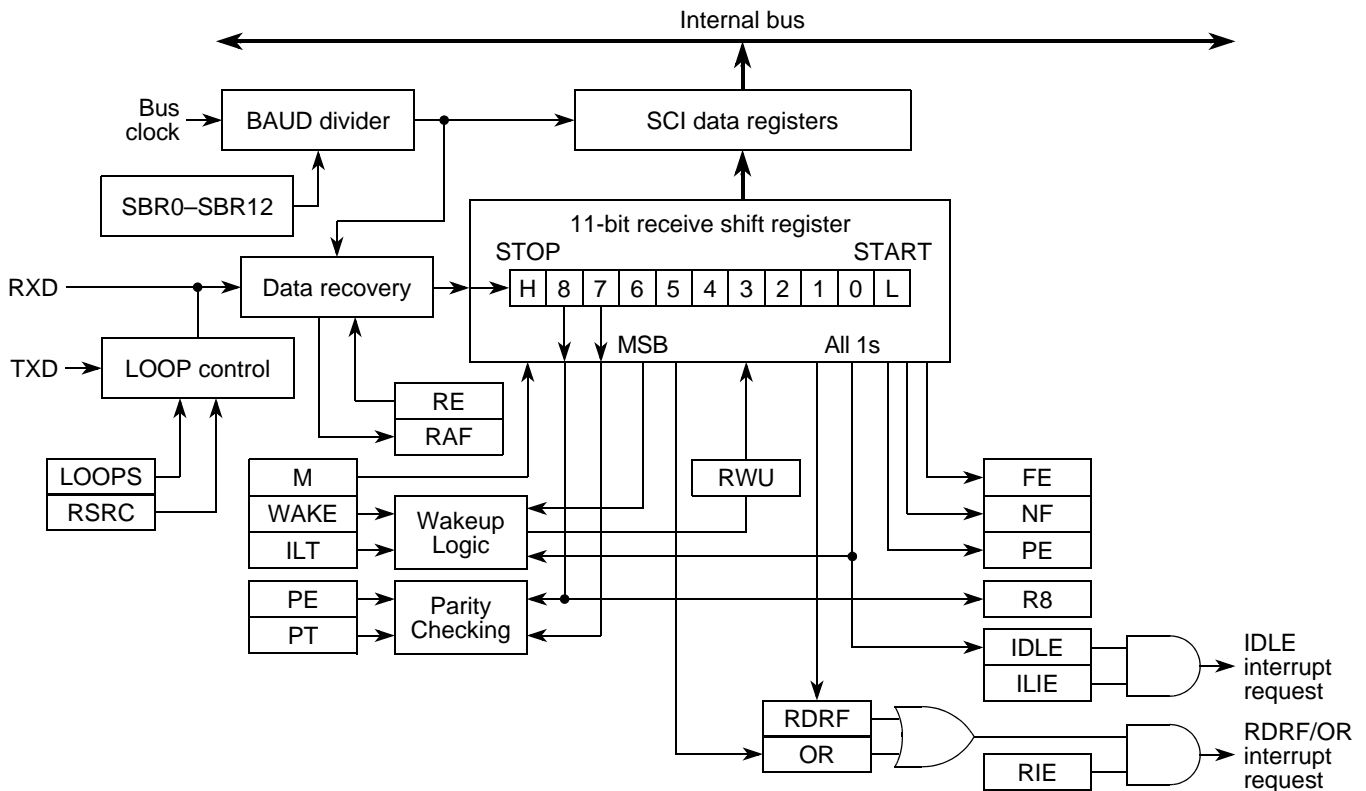 Internal bus
Bus
clock
BAUD divider
SCI data registers
SBR0–SBR12
11-bit receive shift register
STOP
START
RXD
Data recovery
H 8 7 6 5 4 3 2 1 0 L
MSB
All 1s
TXD
LOOP control
RE
RAF
LOOPS
RSRC
M
WAKE
ILT
Wakeup
Logic
RWU
FE
NF
PE
PE
PT
Parity
Checking
R8
IDLE
ILIE
IDLE
interrupt
request
RDRF
OR
RIE
RDRF/OR
interrupt
request